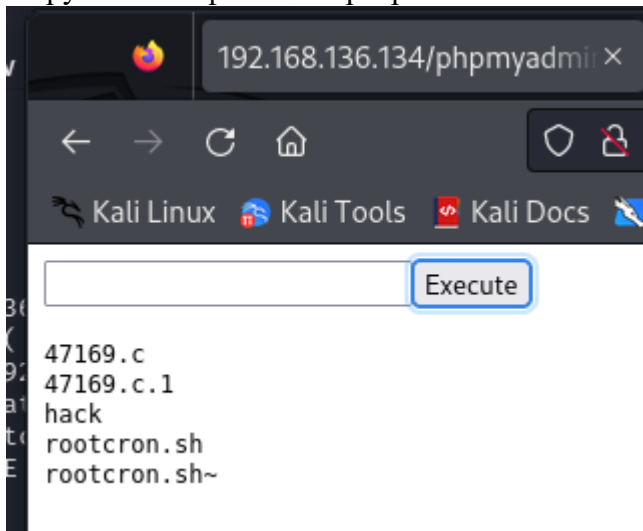 192.168.136.134/phpmyadmi
Kali Linux Kali Tools Kali Docs
Execute
47169.c
47169.c.1
hack
rootcron.sh
rootcron.sh~